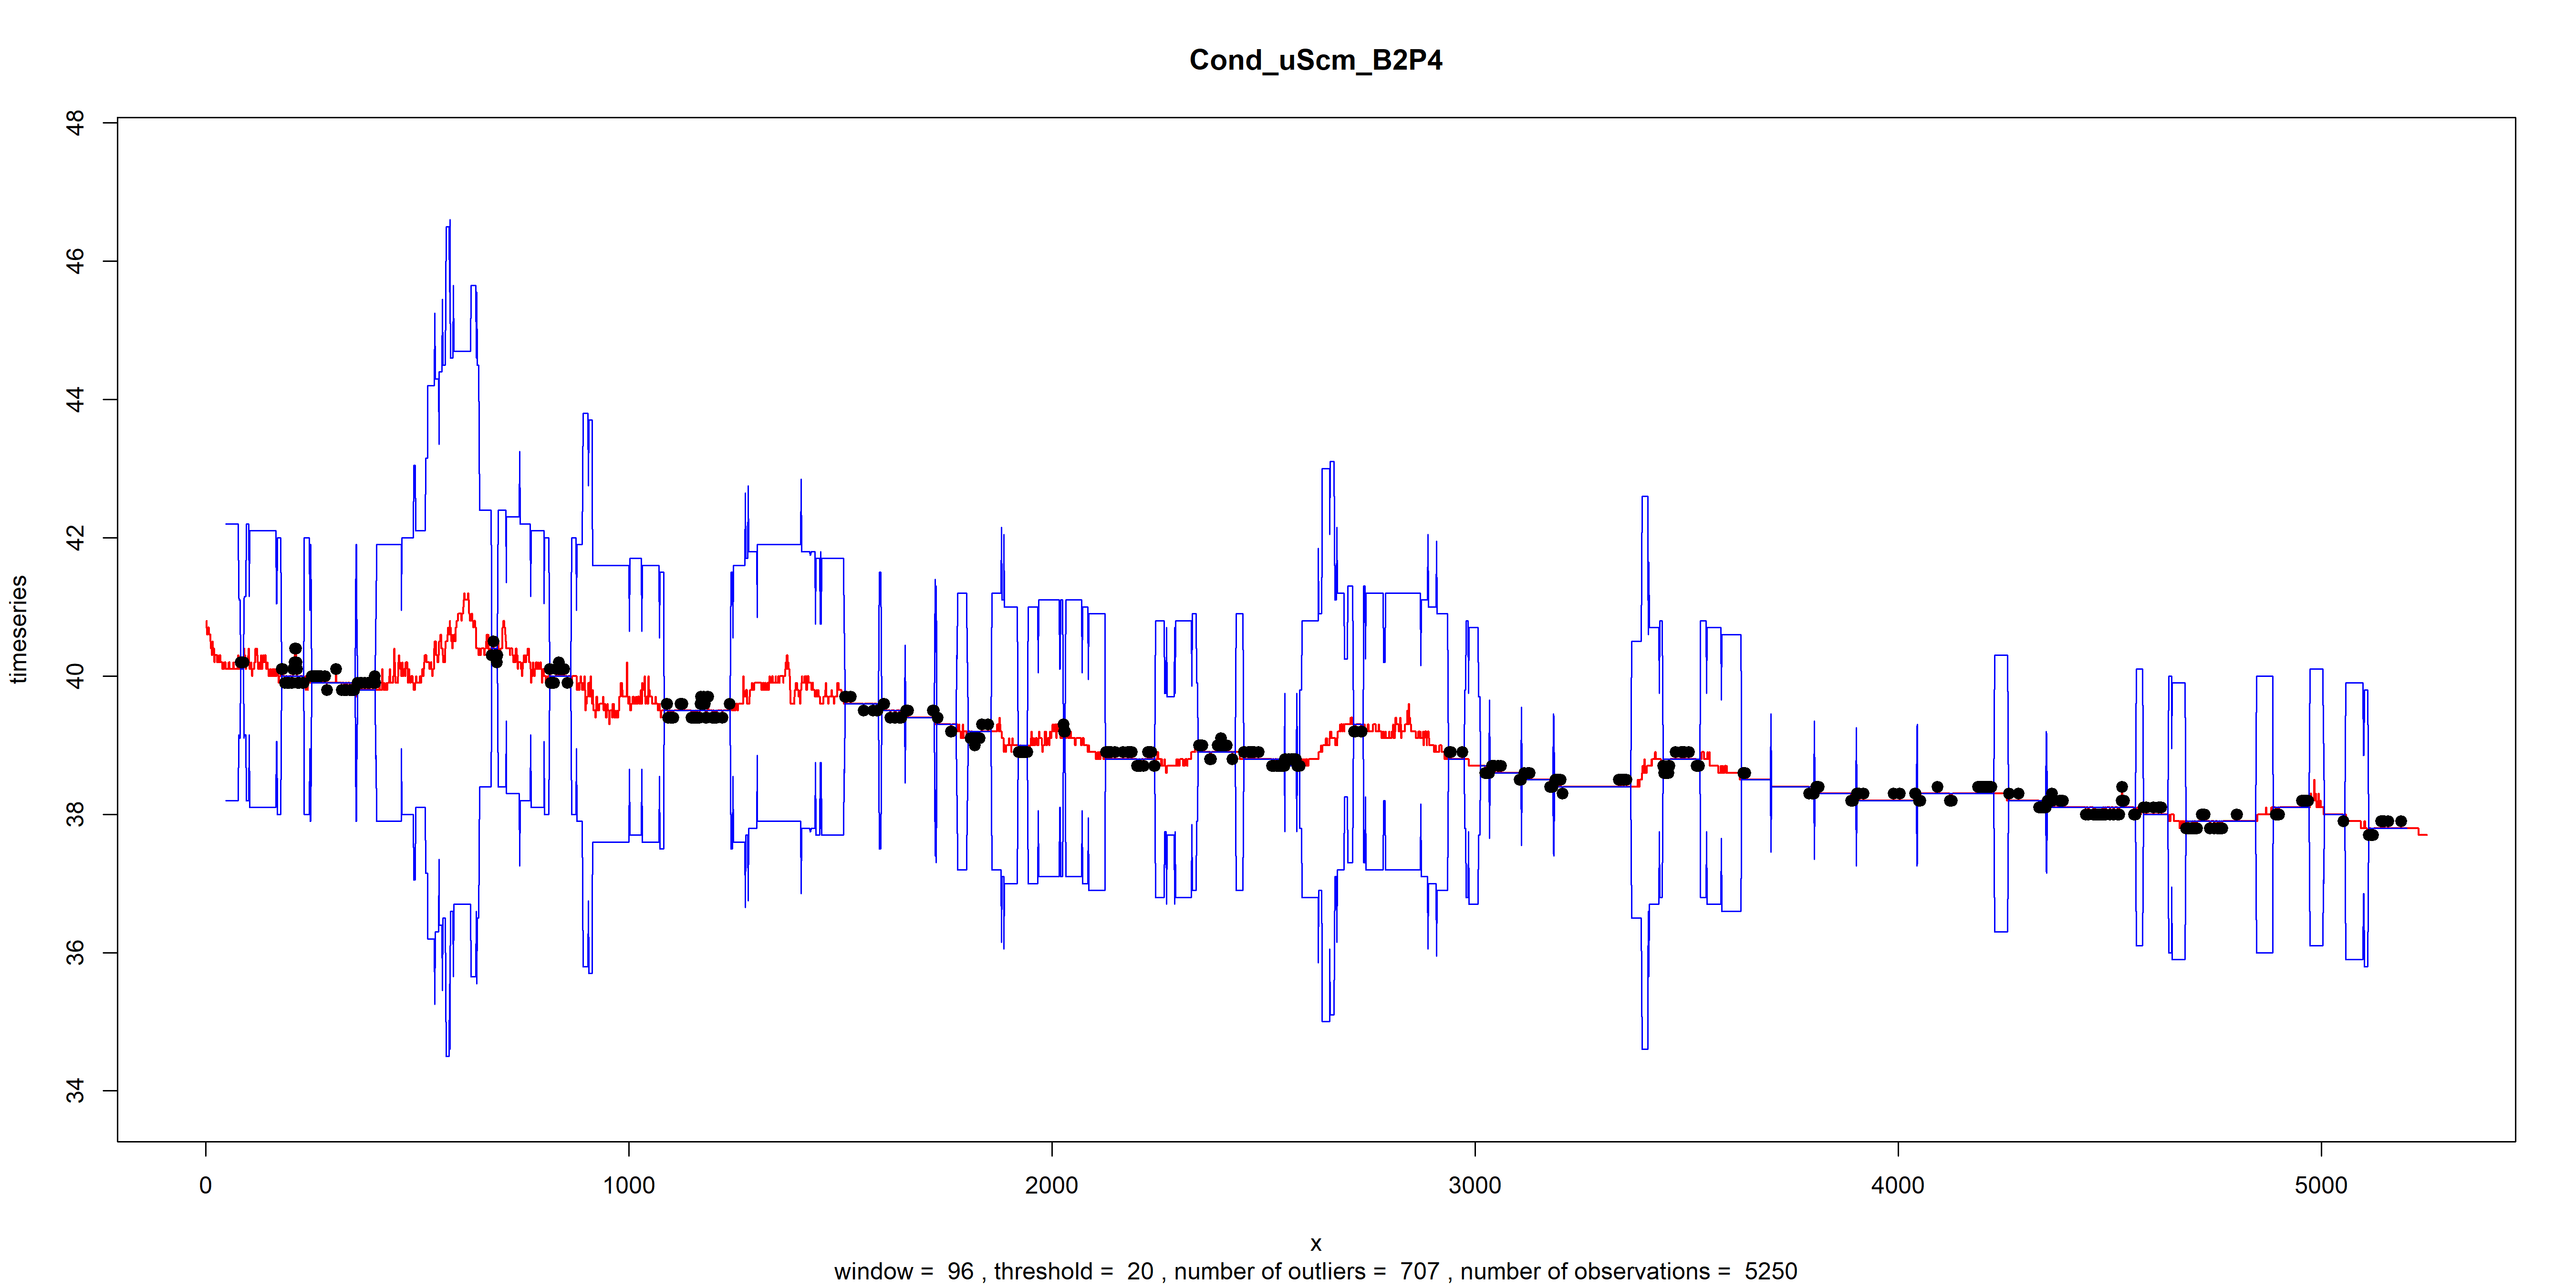 Cond_uScm_B2P4
48
46
44
42
40
38
36
34
timeseries
0 1000 2000 3000 4000 5000
x
window = 96 , threshold = 20 , number of outliers = 707 , number of observations = 5250